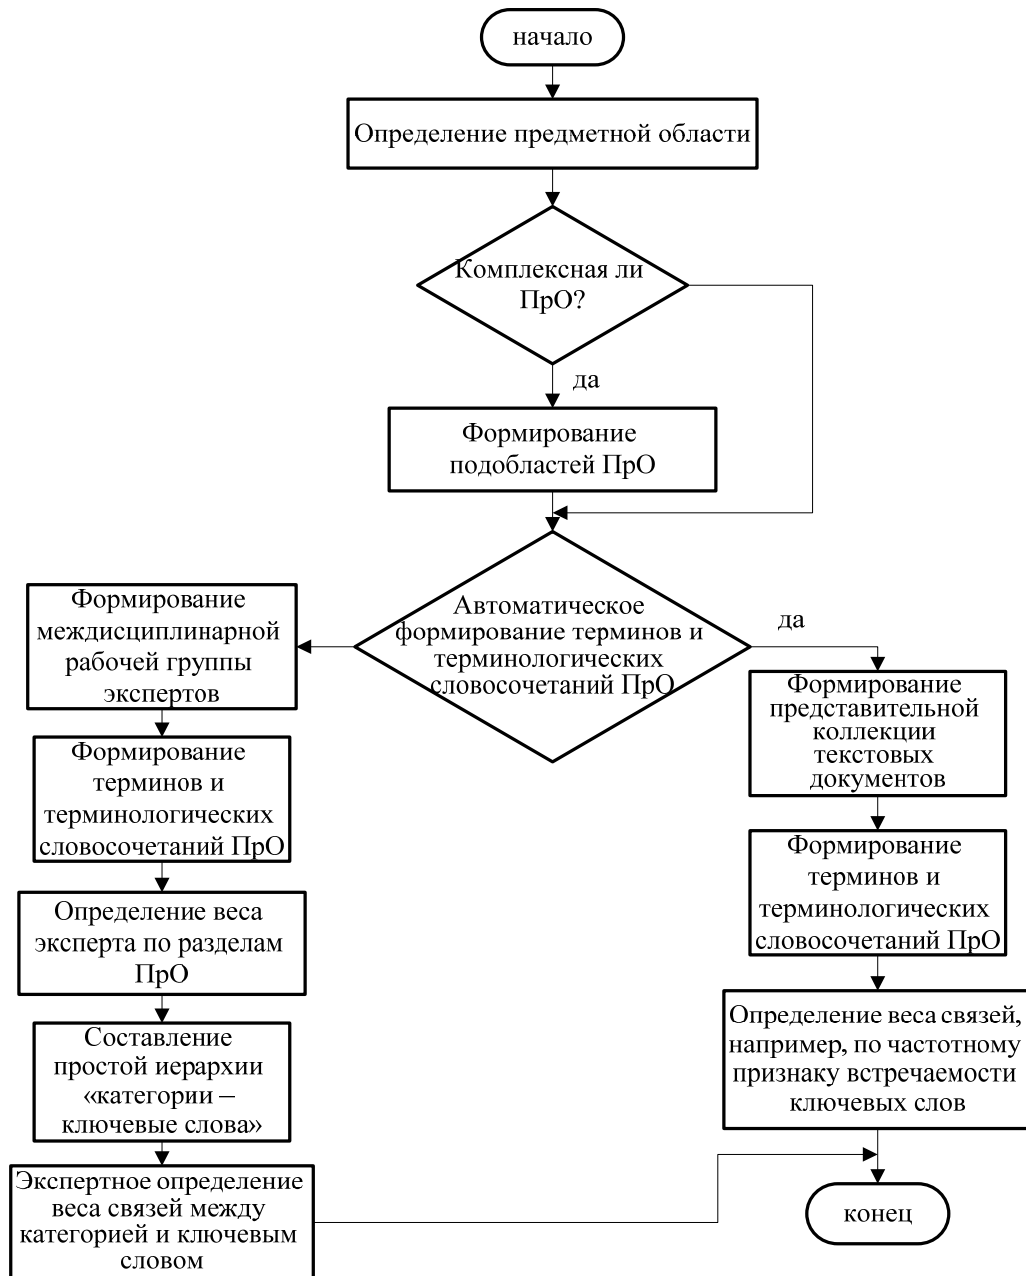 начало
Определение предметной области
Комплексная ли
ПрО?
да
Формирование
подобластей ПрО
Автоматическое
формирование терминов и
терминологических
словосочетаний ПрО
да
Формирование
междисциплинарной
рабочей группы
экспертов
Формирование
терминов и
терминологических
словосочетаний ПрО
Определение веса
эксперта по разделам
ПрО
Составление
простой иерархии
«категории –
ключевые слова»
Экспертное определение
веса связей между
категорией и ключевым
словом
Формирование
представительной
коллекции
текстовых
документов
Формирование
терминов и
терминологических
словосочетаний ПрО
Определение веса связей,
например, по частотному
признаку встречаемости
ключевых слов
конец